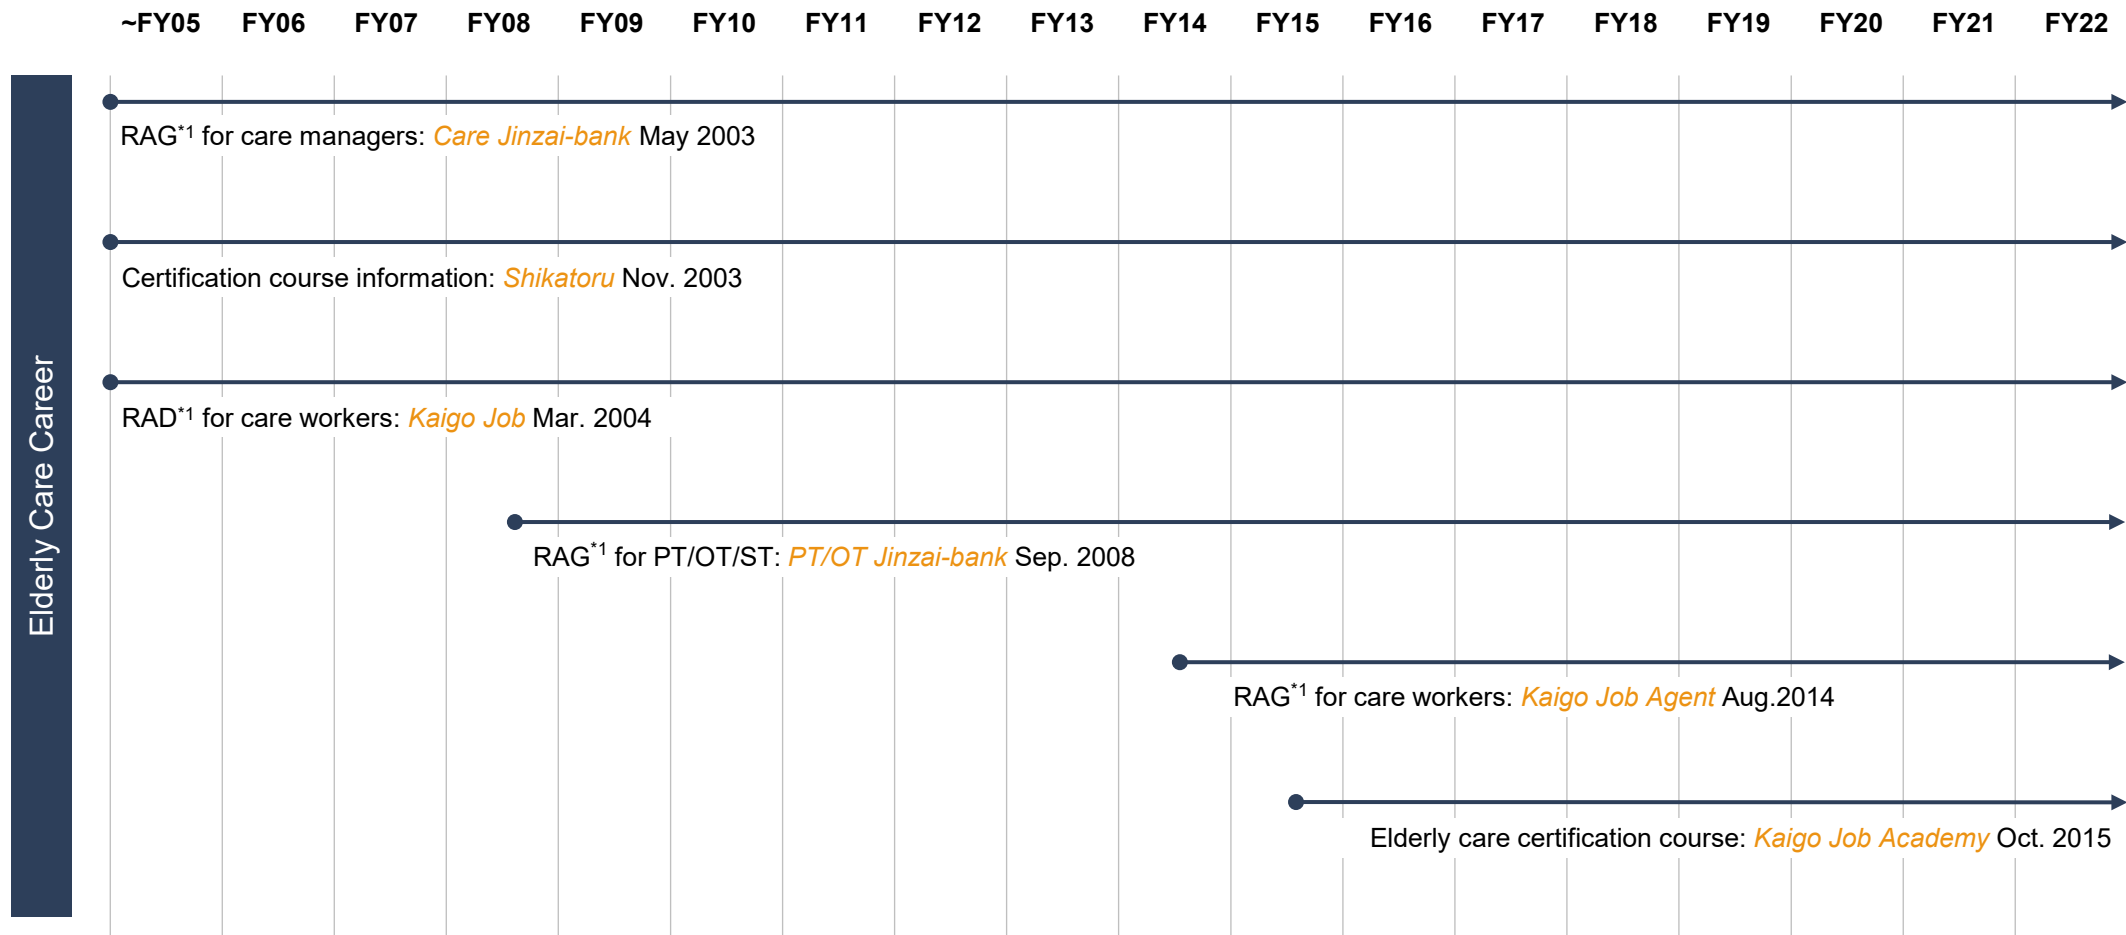 ~FY05 FY06 FY07 FY08 FY09 FY10 FY11 FY12 FY13 FY14 FY15 FY16 FY17 FY18 FY19 FY20 FY21 FY22
Elderly Care Career
RAG*1 for care managers: Care Jinzai-bank May 2003
Certification course information: Shikatoru Nov. 2003
RAD*1 for care workers: Kaigo Job Mar. 2004
RAG*1 for PT/OT/ST: PT/OT Jinzai-bank Sep. 2008
RAG*1 for care workers: Kaigo Job Agent Aug.2014
Elderly care certification course: Kaigo Job Academy Oct. 2015